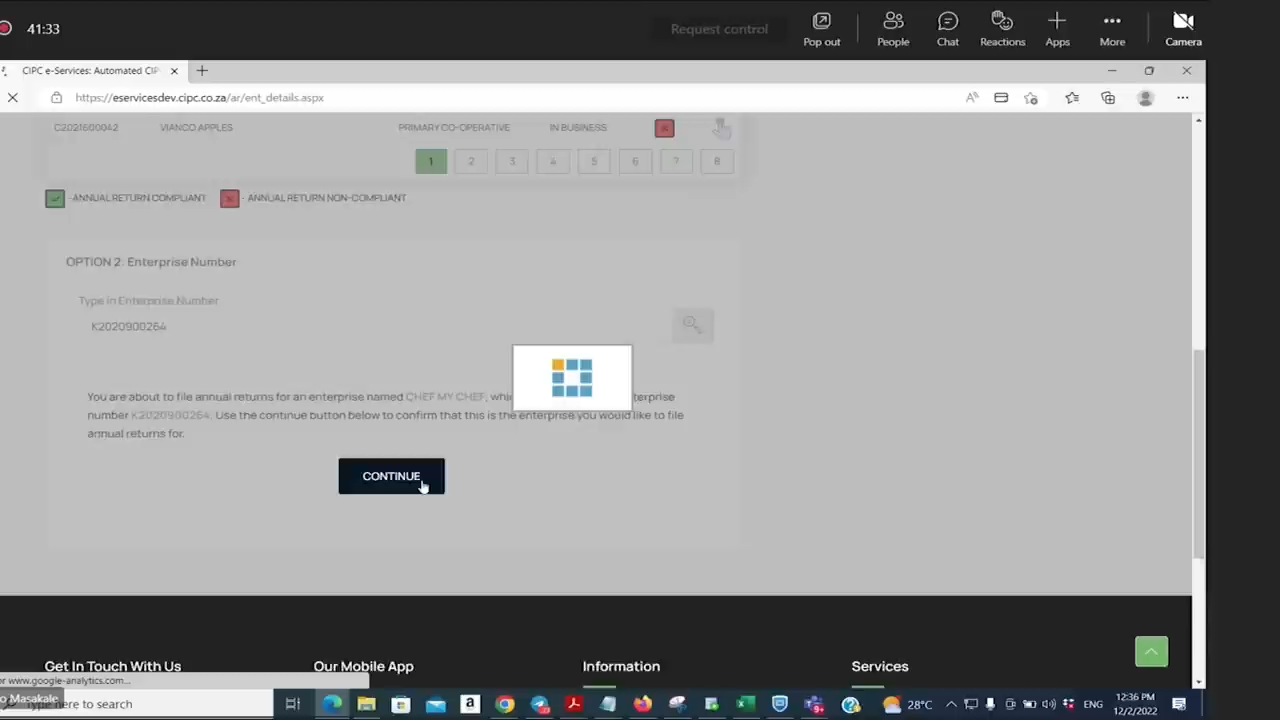 41:33
Request control
Pop out
People
Chat
Reactions
Apps
More
Camera
CIPC e-Services: Automated CIP
https://eservicesdev.cipc.co.za/ar/ent_details.aspx
C2021600042 VIANCO APPLES PRIMARY CO-OPERATIVE IN BUSINESS
1 2 3 4 5 6 7 8
- ANNUAL RETURN COMPLIANT - ANNUAL RETURN NON-COMPLIANT
OPTION 2: Enterprise Number
Type in Enterprise Number
K2020900264
You are about to file annual returns for an enterprise named CHEF MY CHEF, terprise
number K2020900264. Use the continue button below to confirm that this is the enterprise you would like to file
annual returns for.
CONTINUE
Get In Touch With Us
Our Mobile App
Information
Services
or www.google-analytics.com...
o Masakale
Type here to search
28°C
ENG
12:36 PM
12/2/2022